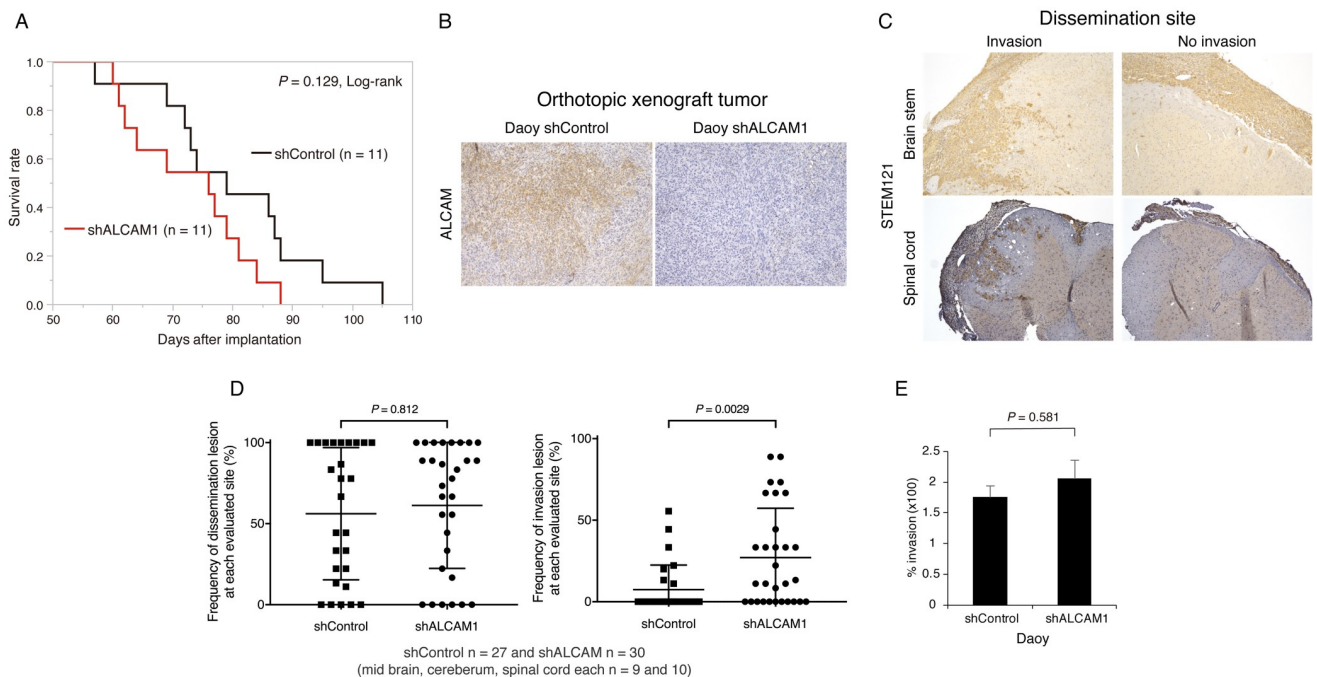 A
1.0
0.8
0.6
0.4
0.2
0.0
Survival rate
P = 0.129, Log-rank
shControl (n = 11)
shALCAM1 (n = 11)
50 60 70 80 90 100 110
Days after implantation
B
Orthotopic xenograft tumor
Daoy shControl Daoy shALCAM1
ALCAM
C
Dissemination site
Invasion No invasion
STEM121
Brain stem
Spinal cord
D
P = 0.812
Frequency of dissemination lesion
at each evaluated site (%)
100
50
0
shControl shALCAM1
P = 0.0029
Frequency of invasion lesion
at each evaluated site (%)
100
50
0
shControl shALCAM1
shControl n = 27 and shALCAM n = 30
(mid brain, cereberum, spinal cord each n = 9 and 10)
E
P = 0.581
% invasion (x100)
2.5
2
1.5
1
0.5
0
shControl shALCAM1
Daoy